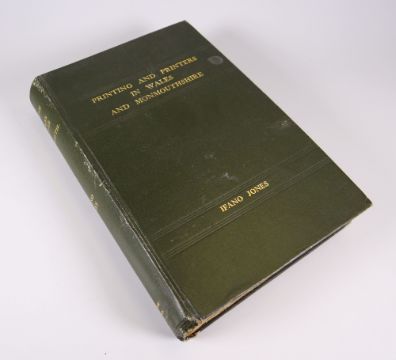 PRINTING AND PRINTERS
IN WALES
AND MONMOUTHSHIRE
IFANO JONES